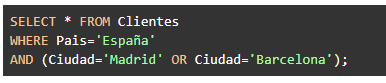 SELECT * FROM Clientes
WHERE Pais='España'
AND (Ciudad='Madrid' OR Ciudad='Barcelona');